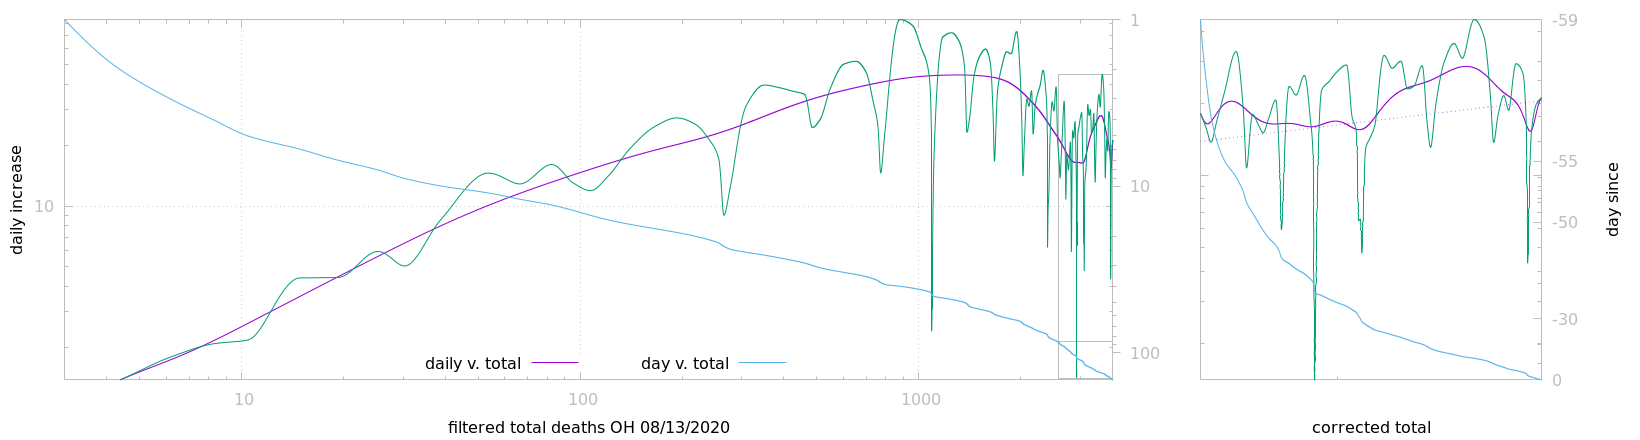 1
-59
daily increase
10
10
-55
-50
-30
day since
daily v. total
day v. total
100
0
10
100
1000
filtered total deaths OH 08/13/2020
corrected total